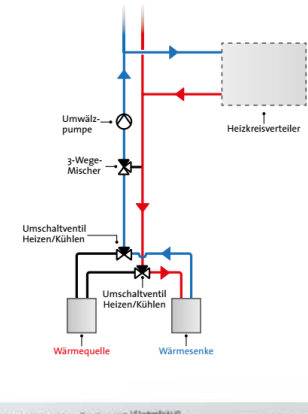 Umwälz-
pumpe
Heizkreisverteiler
3-Wege-
Mischer
Umschaltventil
Heizen/Kühlen
Umschaltventil
Heizen/Kühlen
Wärmequelle
Wärmesenke